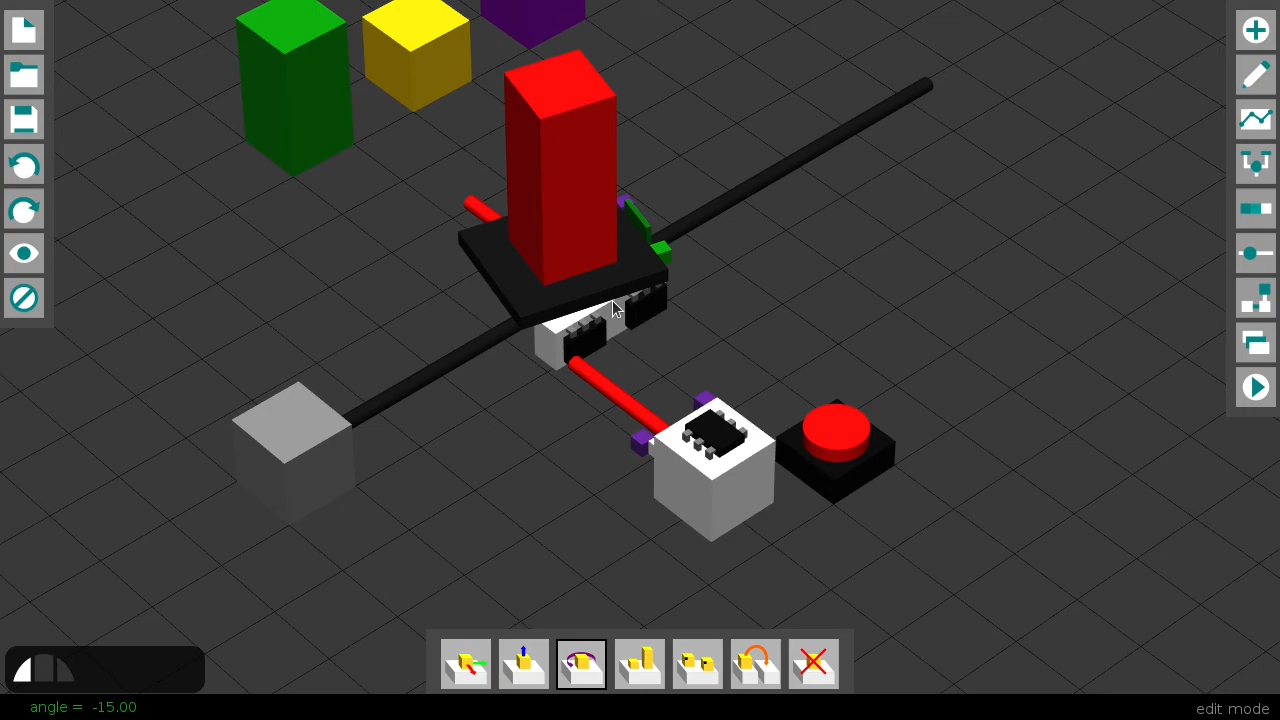 angle = -15.00
edit mode